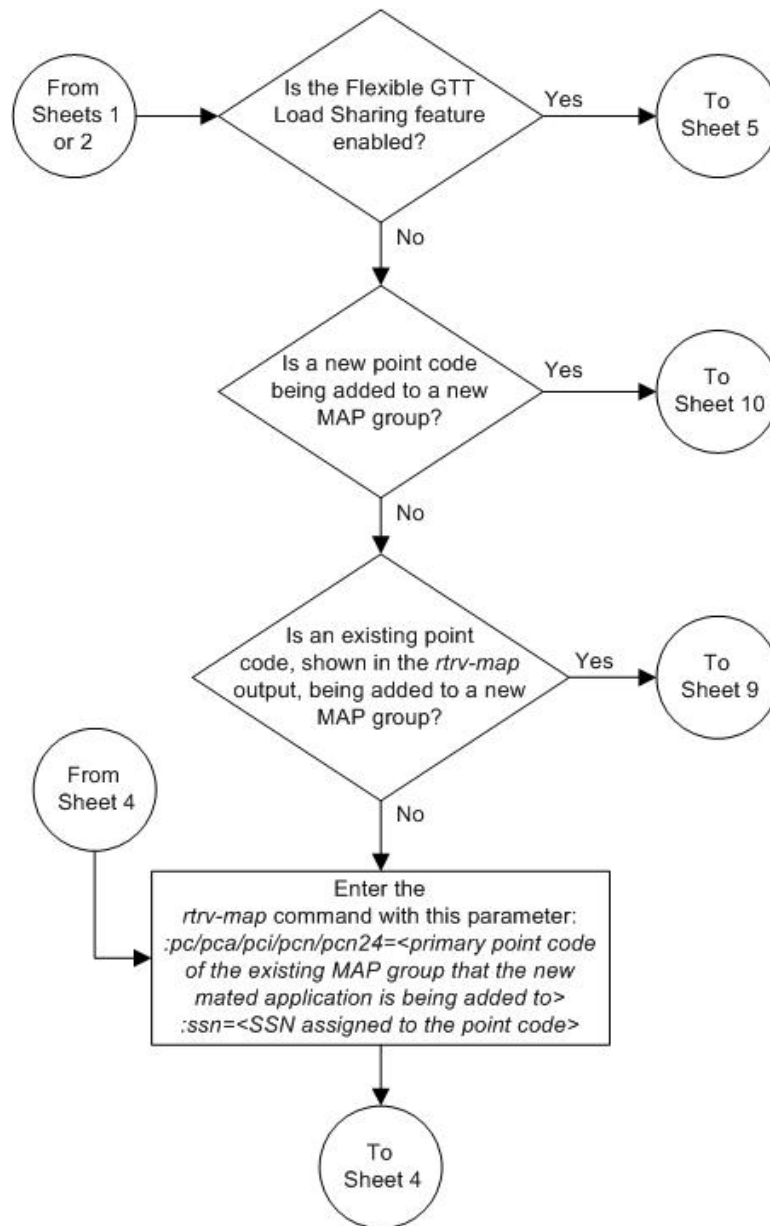 From
Sheets 1
or 2
Is the Flexible GTT
Load Sharing feature
enabled?
Yes
To
Sheet 5
No
Is a new point code
being added to a new
MAP group?
Yes
To
Sheet 10
No
Is an existing point
code, shown in the rtrv-map
output, being added to a new
MAP group?
Yes
To
Sheet 9
From
Sheet 4
No
Enter the
rtrv-map command with this parameter:
:pc/pca/pci/pcn/pcn24=<primary point code
of the existing MAP group that the new
mated application is being added to>
:ssn=<SSN assigned to the point code>
To
Sheet 4